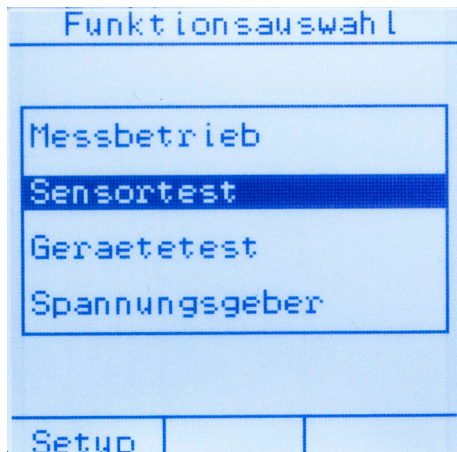 Funktionsauswahl
Messbetrieb
Sensortest
Geraetetest
Spannungsgeber
Setup